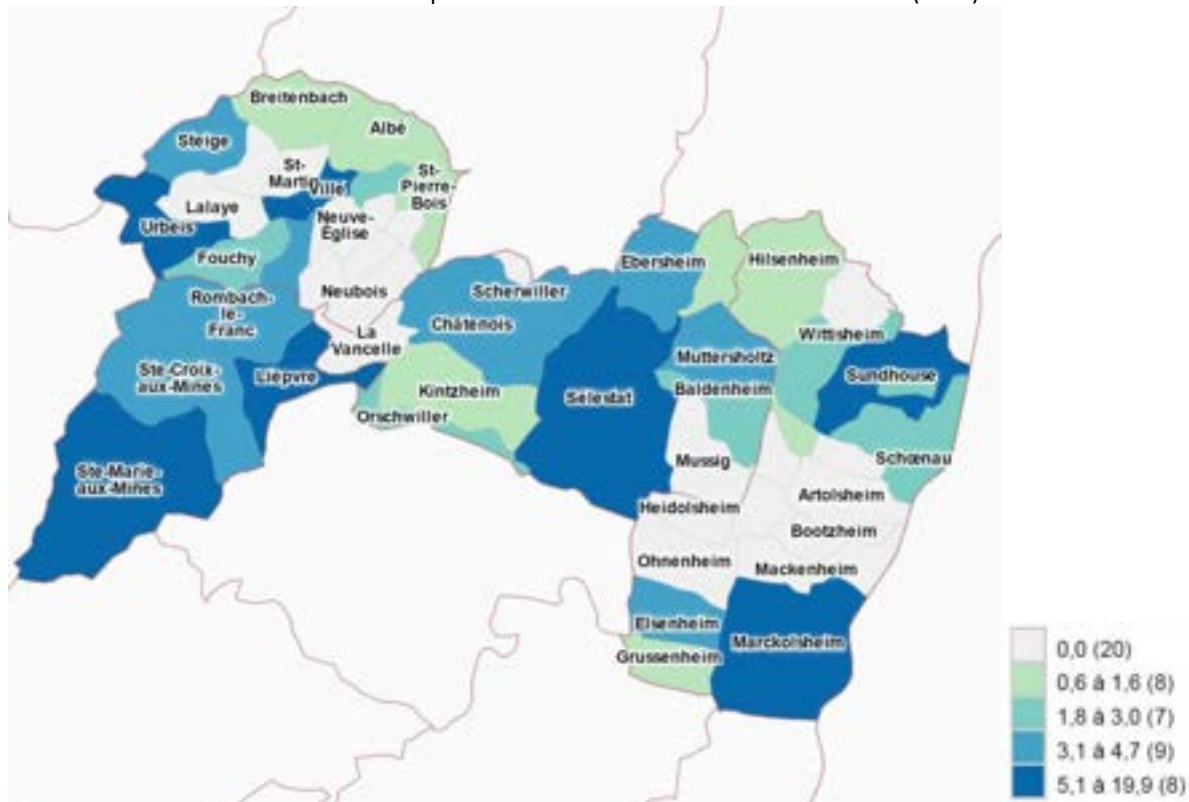 Breitenbach
Albé
Steige
St-
Martin
Villé
St-
Pierre-
Bois
Lalaye
Urbeis
Neuve-
Église
Fouchy
Ebersheim
Hilsenheim
Neubois
Scherwiller
Rombach-
le-
Franc
Châtenois
La
Vancelle
Wittisheim
Muttersholtz
Ste-Croix-
aux-Mines
Lièpvre
Kintzheim
Sélestat
Baldenheim
Sundhouse
Orschwiller
Ste-Marie-
aux-Mines
Mussig
Schœnau
Artolsheim
Heidolsheim
Bootzheim
Ohnenheim
Mackenheim
Elsenheim
Marckolsheim
Grussenheim
0,0 (20)
0,6 à 1,6 (8)
1,8 à 3,0 (7)
3,1 à 4,7 (9)
5,1 à 19,9 (8)